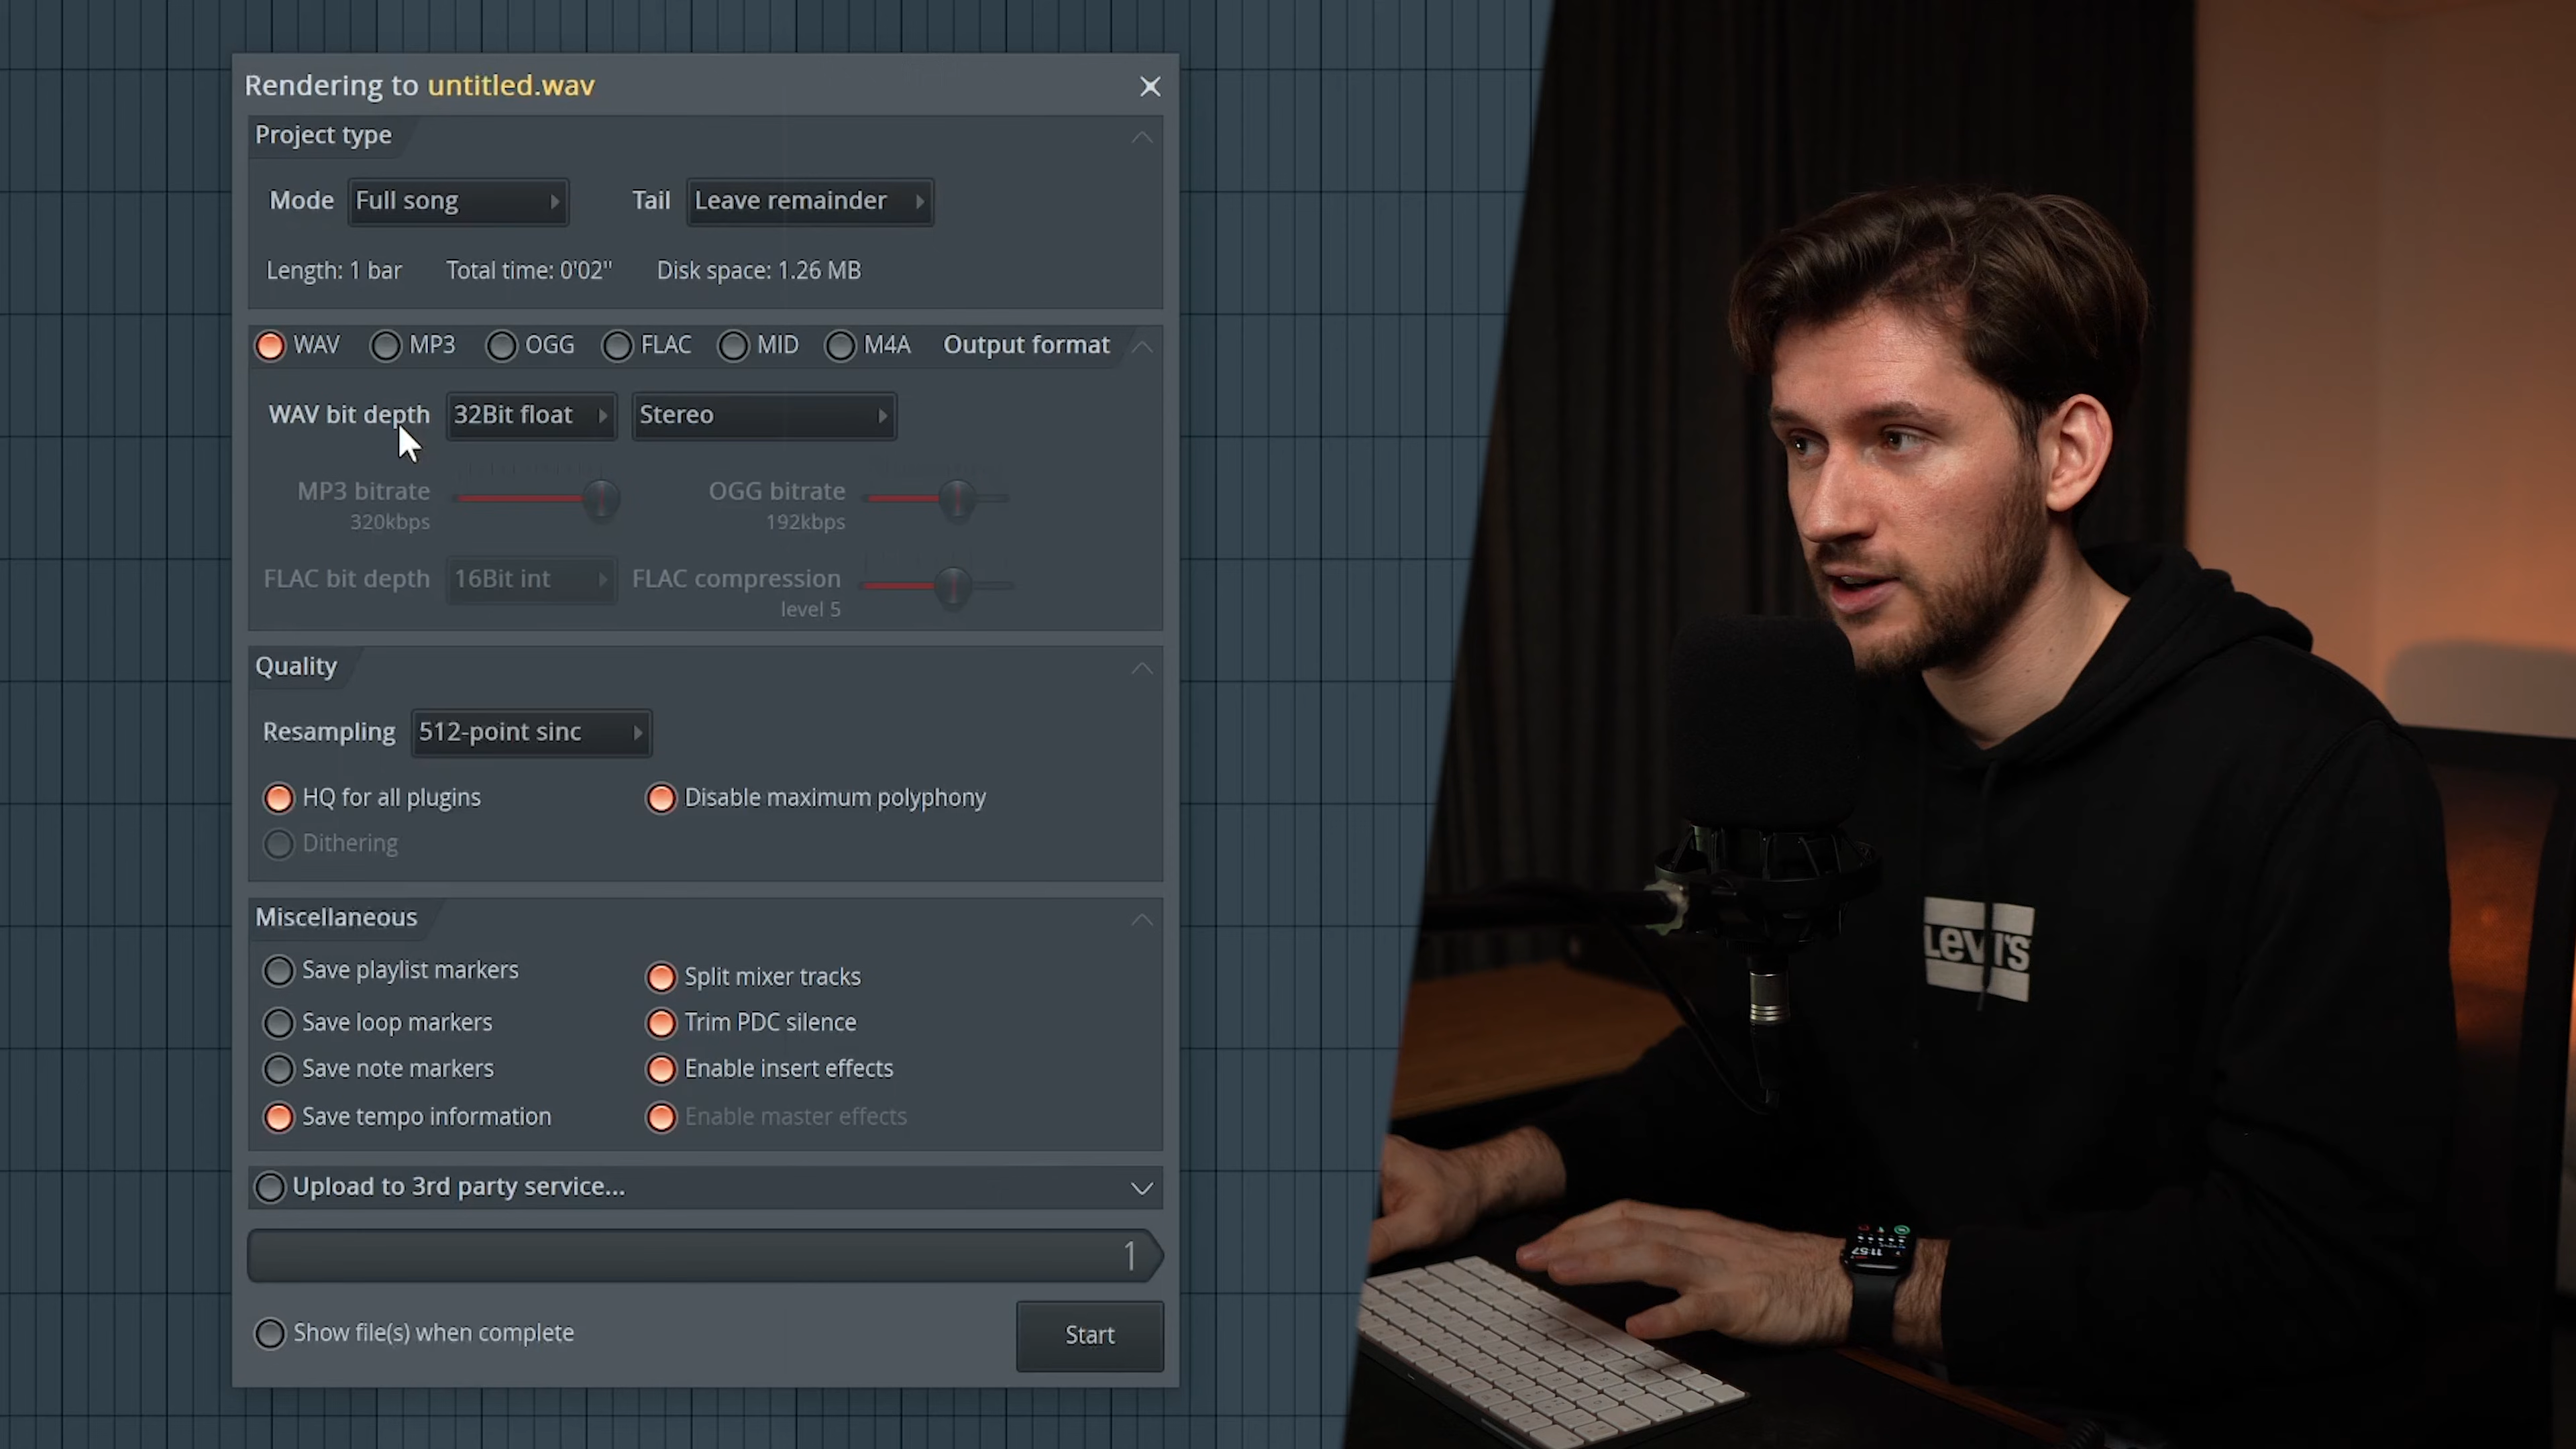 Rendering to untitled.wav
Project type
Mode Full song Tail Leave remainder
Length: 1 bar Total time: 0'02" Disk space: 1.26 MB
WAV MP3 OGG FLAC MID M4A Output format
WAV bit depth 32Bit float Stereo
MP3 bitrate OGG bitrate
320kbps 192kbps
FLAC bit depth 16Bit int FLAC compression
level 5
Quality
Resampling 512-point sinc
HQ for all plugins Disable maximum polyphony
Dithering
Miscellaneous
Save playlist markers Split mixer tracks
Save loop markers Trim PDC silence
Save note markers Enable insert effects
Save tempo information Enable master effects
Upload to 3rd party service...
1
Show file(s) when complete Start
LEVI'S
11:57